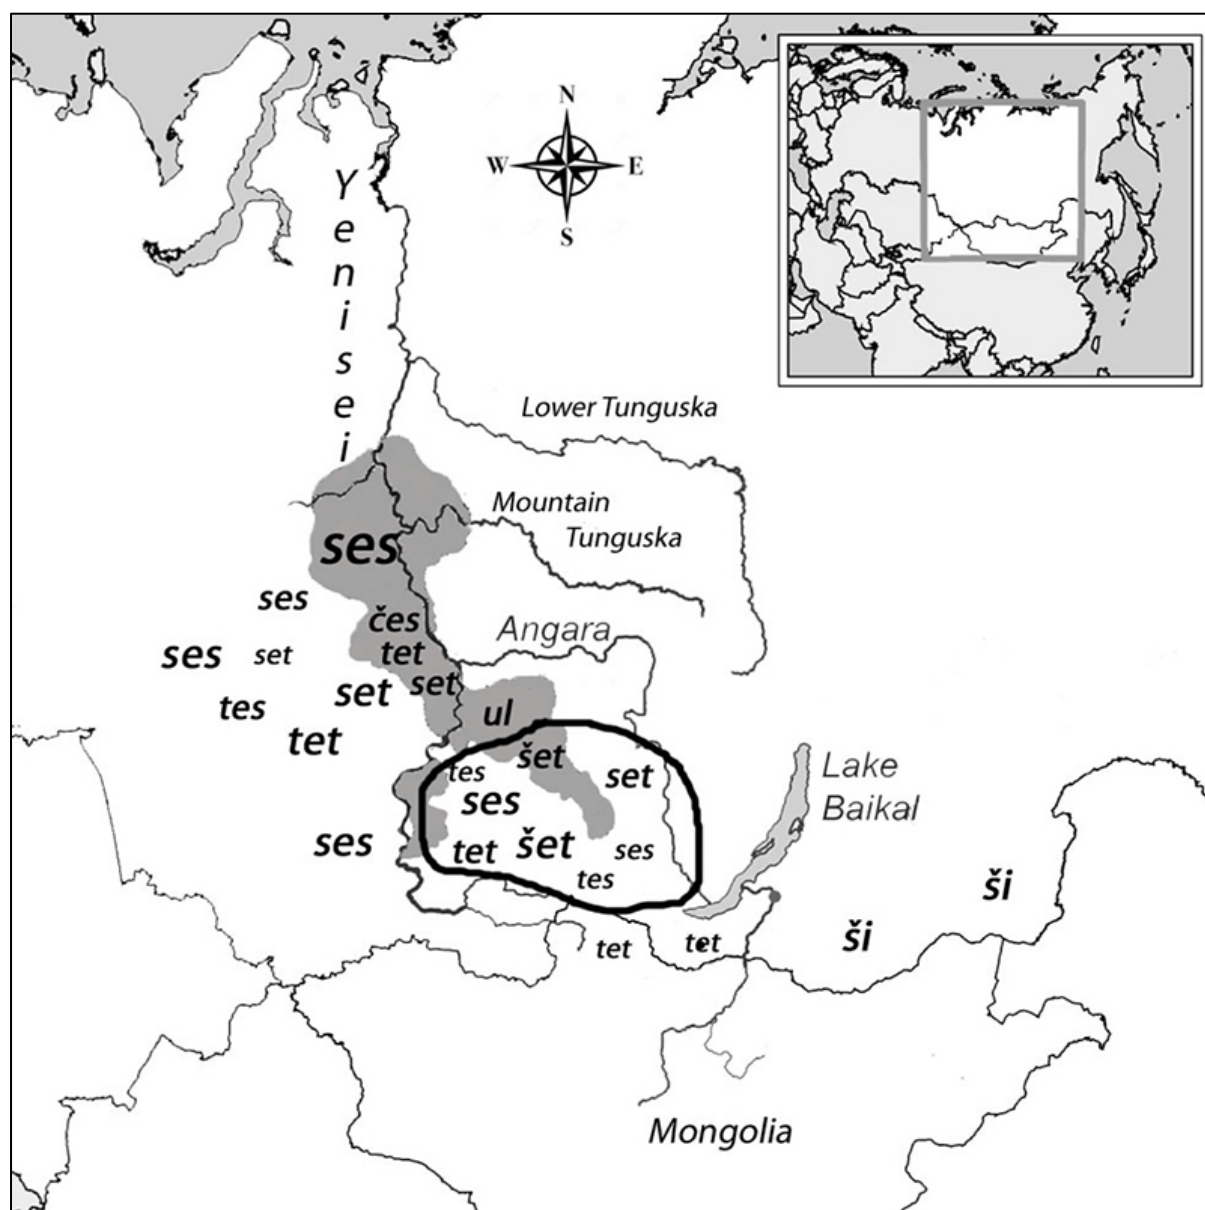 N
W E
S
Yenisei
Lower Tunguska
Mountain
Tunguska
ses
ses
čes
Angara
ses
set
tet
set
set
tes
ul
tet
šet
tes
set
Lake
Baikal
ses
ses
tet
šet
ses
tes
ši
ši
tet
tet
Mongolia